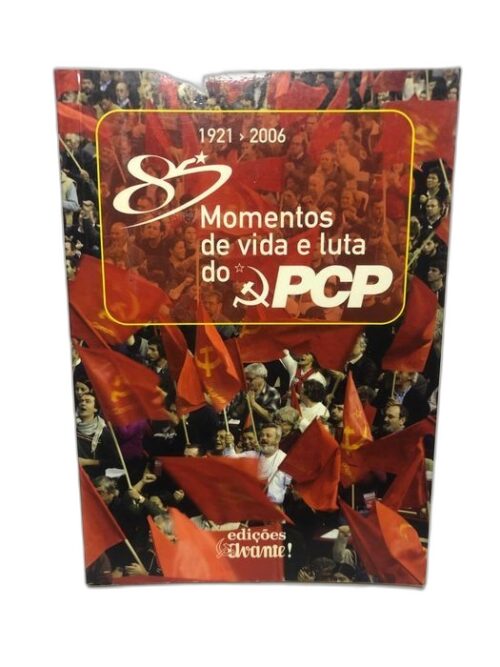 1921 › 2006
85
Momentos
de vida e luta
do PCP
edições
Avante!